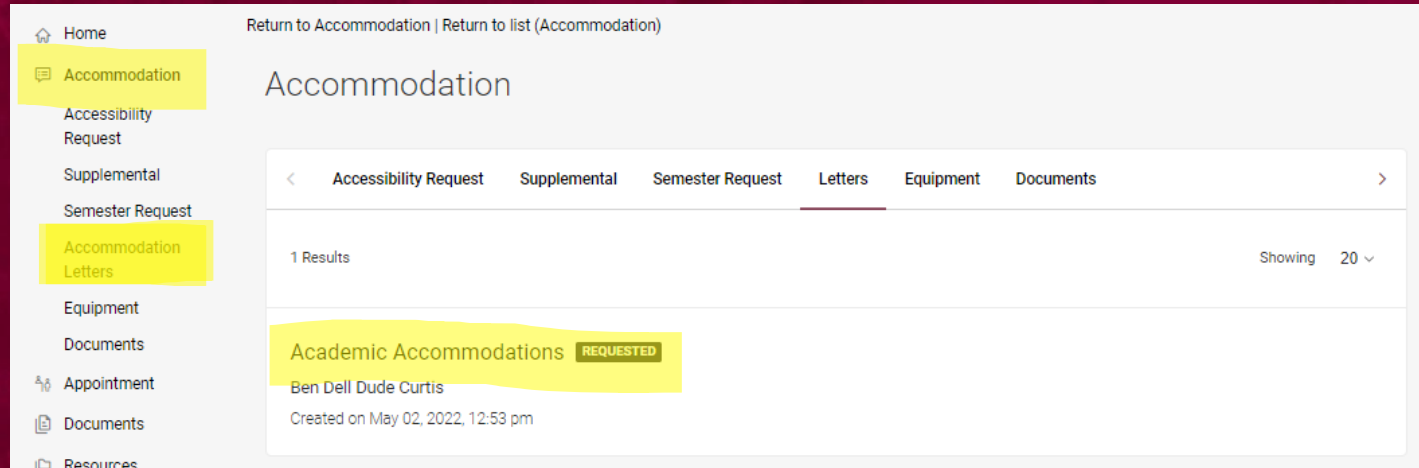 Home
Accommodation
Accessibility
Request
Supplemental
Semester Request
Accommodation
Letters
Equipment
Documents
Appointment
Documents
Resources
Return to Accommodation | Return to list (Accommodation)
Accommodation
Accessibility Request Supplemental Semester Request Letters Equipment Documents
1 Results Showing 20
Academic Accommodations REQUESTED
Ben Dell Dude Curtis
Created on May 02, 2022, 12:53 pm